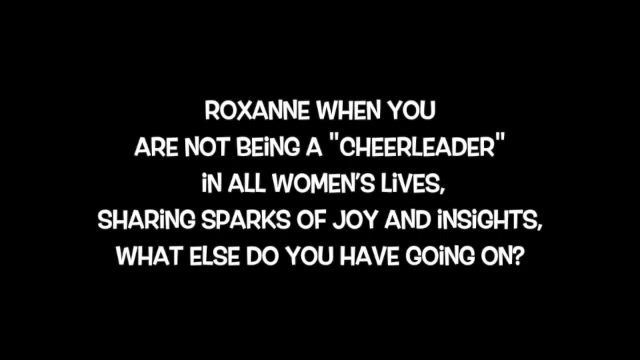 ROXANNE WHEN YOU
ARE NOT BEING A "CHEERLEADER"
IN ALL WOMEN'S LIVES,
SHARING SPARKS OF JOY AND INSIGHTS,
WHAT ELSE DO YOU HAVE GOING ON?